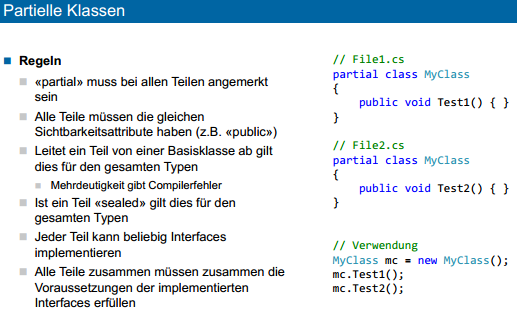 Partielle Klassen
Regeln
«partial» muss bei allen Teilen angemerkt
sein
Alle Teile müssen die gleichen
Sichtbarkeitsattribute haben (z.B. «public»)
Leitet ein Teil von einer Basisklasse ab gilt
dies für den gesamten Typen
Mehrdeutigkeit gibt Compilerfehler
Ist ein Teil «sealed» gilt dies für den
gesamten Typen
Jeder Teil kann beliebig Interfaces
implementieren
Alle Teile zusammen müssen zusammen die
Voraussetzungen der implementierten
Interfaces erfüllen
// File1.cs
partial class MyClass
{
    public void Test1() { }
}
// File2.cs
partial class MyClass
{
    public void Test2() { }
}
// Verwendung
MyClass mc = new MyClass();
mc.Test1();
mc.Test2();